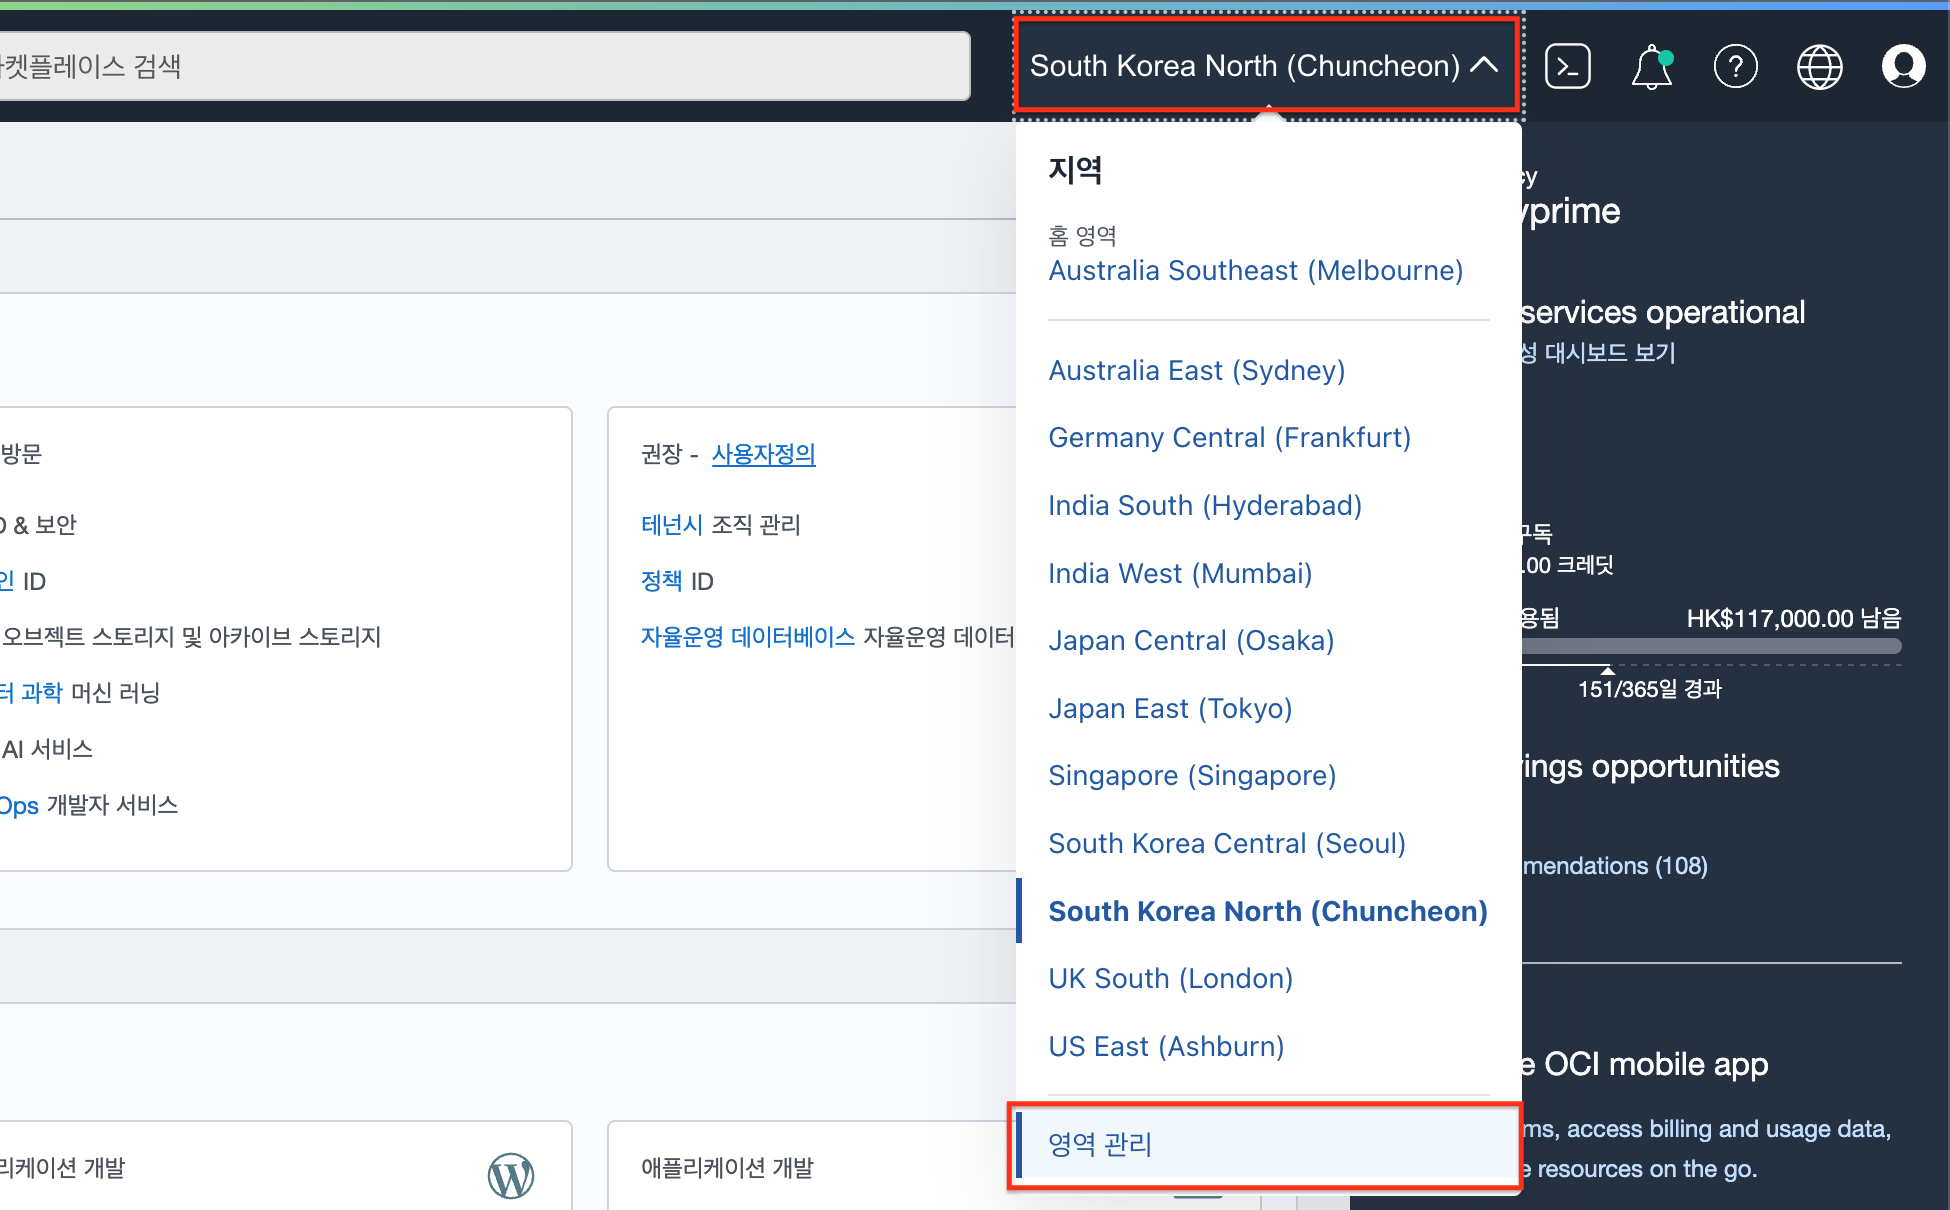 켓플레이스 검색
South Korea North (Chuncheon)
지역
홈 영역
Australia Southeast (Melbourne)
Australia East (Sydney)
Germany Central (Frankfurt)
India South (Hyderabad)
India West (Mumbai)
Japan Central (Osaka)
Japan East (Tokyo)
Singapore (Singapore)
South Korea Central (Seoul)
South Korea North (Chuncheon)
UK South (London)
US East (Ashburn)
영역 관리
방문
& 보안
인 ID
오브젝트 스토리지 및 아카이브 스토리지
터 과학 머신 러닝
AI 서비스
Ops 개발자 서비스
권장 - 사용자정의
테넌시 조직 관리
정책 ID
자율운영 데이터베이스 자율운영 데이터
리케이션 개발
애플리케이션 개발
cy
yprime
services operational
성 대시보드 보기
구독
.00 크레딧
용됨
HK$117,000.00 남음
151/365일 경과
ings opportunities
mendations (108)
e OCI mobile app
ms, access billing and usage data,
e resources on the go.